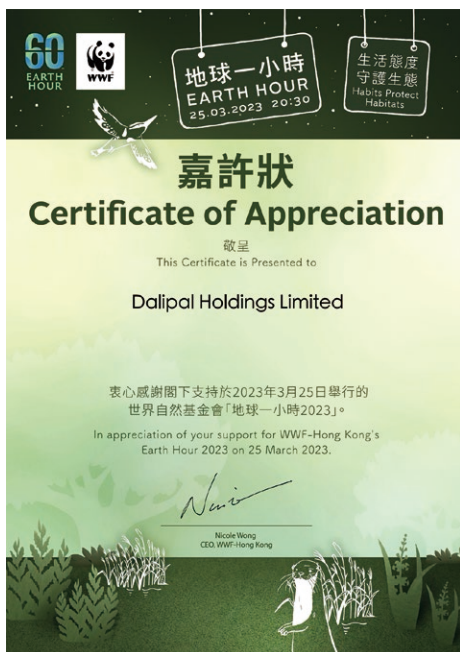 60
EARTH
HOUR
WWF
地球一小時
EARTH HOUR
25.03.2023 20:30
生活態度
守護生態
Habits Protect
Habitats
嘉許狀
Certificate of Appreciation
敬呈
This Certificate is Presented to
Dalipal Holdings Limited
衷心感謝閣下支持於2023年3月25日舉行的
世界自然基金會「地球一小時2023」。
In appreciation of your support for WWF-Hong Kong's
Earth Hour 2023 on 25 March 2023.
Nicole Wong
CEO, WWF-Hong Kong